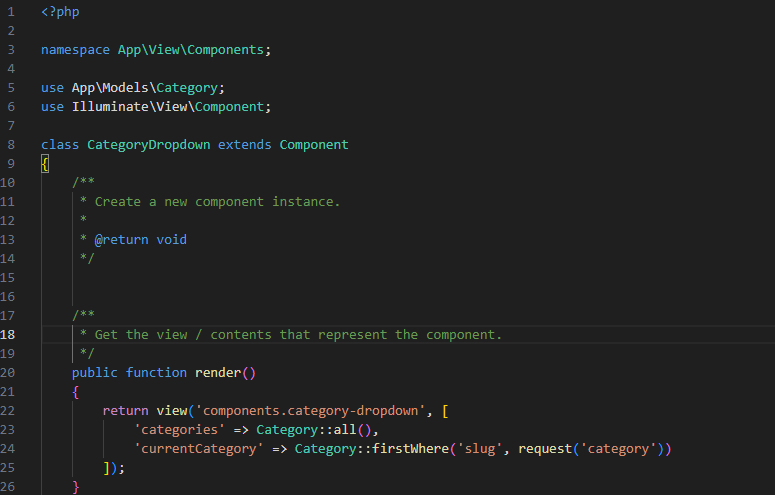 1 <?php
2
3 namespace App\View\Components;
4
5 use App\Models\Category;
6 use Illuminate\View\Component;
7
8 class CategoryDropdown extends Component
9 {
10     /**
11      * Create a new component instance.
12      *
13      * @return void
14      */
15
16
17     /**
18      * Get the view / contents that represent the component.
19      */
20     public function render()
21     {
22         return view('components.category-dropdown', [
23             'categories' => Category::all(),
24             'currentCategory' => Category::firstWhere('slug', request('category'))
25         ]);
26     }